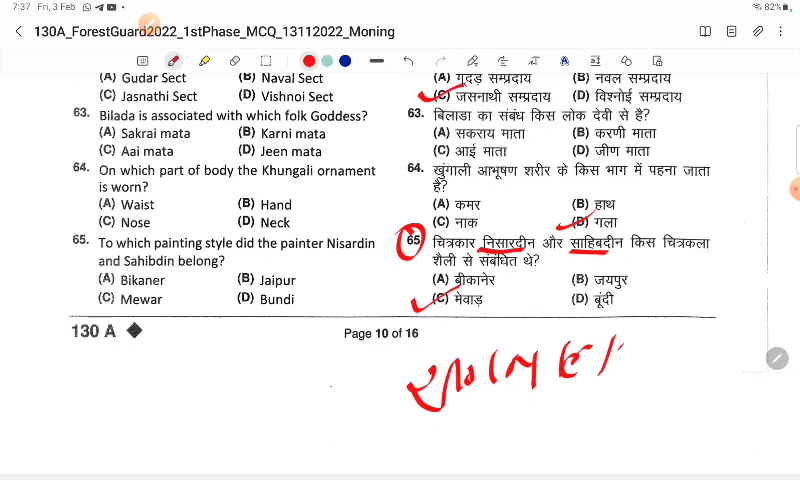 7:37 Fri, 3 Feb
82%
130A_ForestGuard2022_1stPhase_MCQ_13112022_Moning
(A) Gudar Sect (B) Naval Sect
(C) Jasnathi Sect (D) Vishnoi Sect
63. Bilada is associated with which folk Goddess?
(A) Sakrai mata (B) Karni mata
(C) Aai mata (D) Jeen mata
64. On which part of body the Khungali ornament
is worn?
(A) Waist (B) Hand
(C) Nose (D) Neck
65. To which painting style did the painter Nisardin
and Sahibdin belong?
(A) Bikaner (B) Jaipur
(C) Mewar (D) Bundi
(A) गूदड़ सम्प्रदाय (B) नवल सम्प्रदाय
(C) जसनाथी सम्प्रदाय (D) विश्नोई सम्प्रदाय
63. बिलाडा का संबंध किस लोक देवी से है?
(A) सकराय माता (B) करणी माता
(C) आई माता (D) जीण माता
64. खुंगाली आभूषण शरीर के किस भाग में पहना जाता
है?
(A) कमर (B) हाथ
(C) नाक (D) गला
65 चित्रकार निसारदीन और साहिबदीन किस चित्रकला
शैली से संबंधित थे?
(A) बीकानेर (B) जयपुर
(C) मेवाड़ (D) बूंदी
130 A
Page 10 of 16